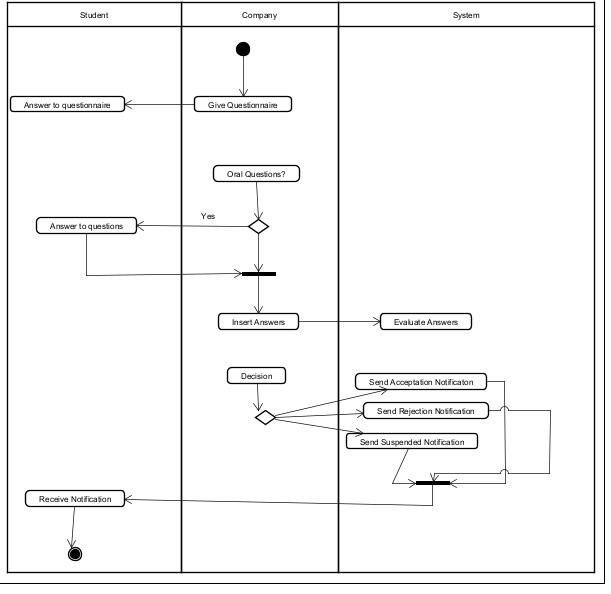 Student
Company
System
Answer to questionnaire
Give Questionnaire
Oral Questions?
Yes
Answer to questions
Insert Answers
Evaluate Answers
Decision
Send Acceptation Notificaton
Send Rejection Notification
Send Suspended Notification
Receive Notification